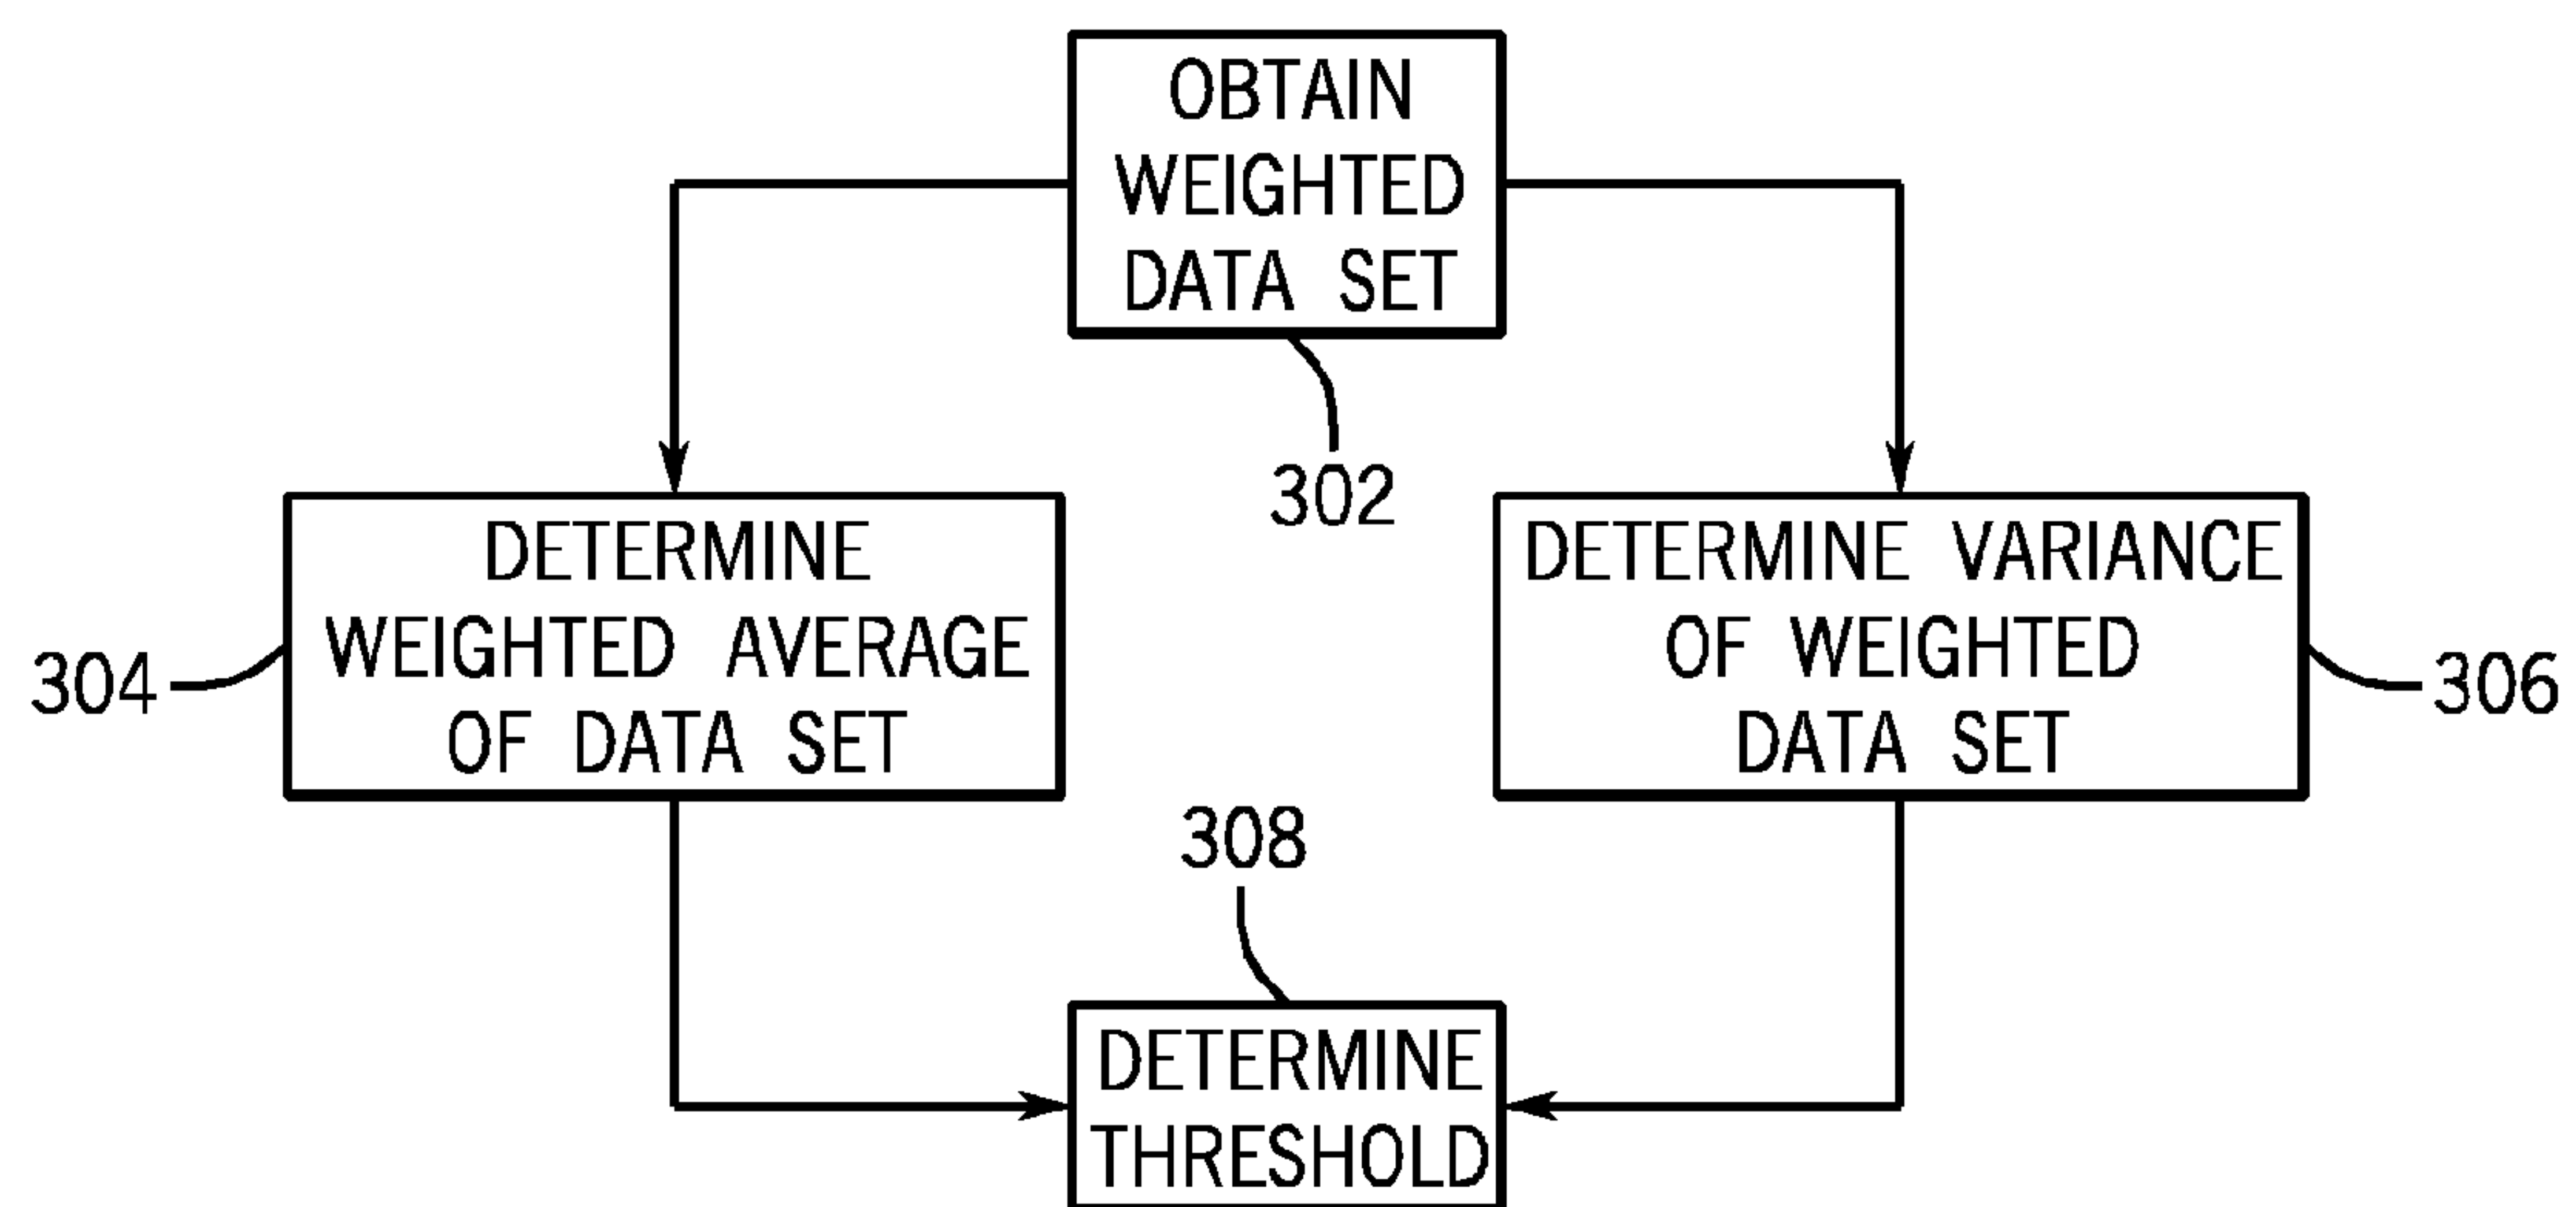 OBTAIN
WEIGHTED
DATA SET
302
DETERMINE
WEIGHTED AVERAGE
OF DATA SET
304
DETERMINE VARIANCE
OF WEIGHTED
DATA SET
306
308
DETERMINE
THRESHOLD